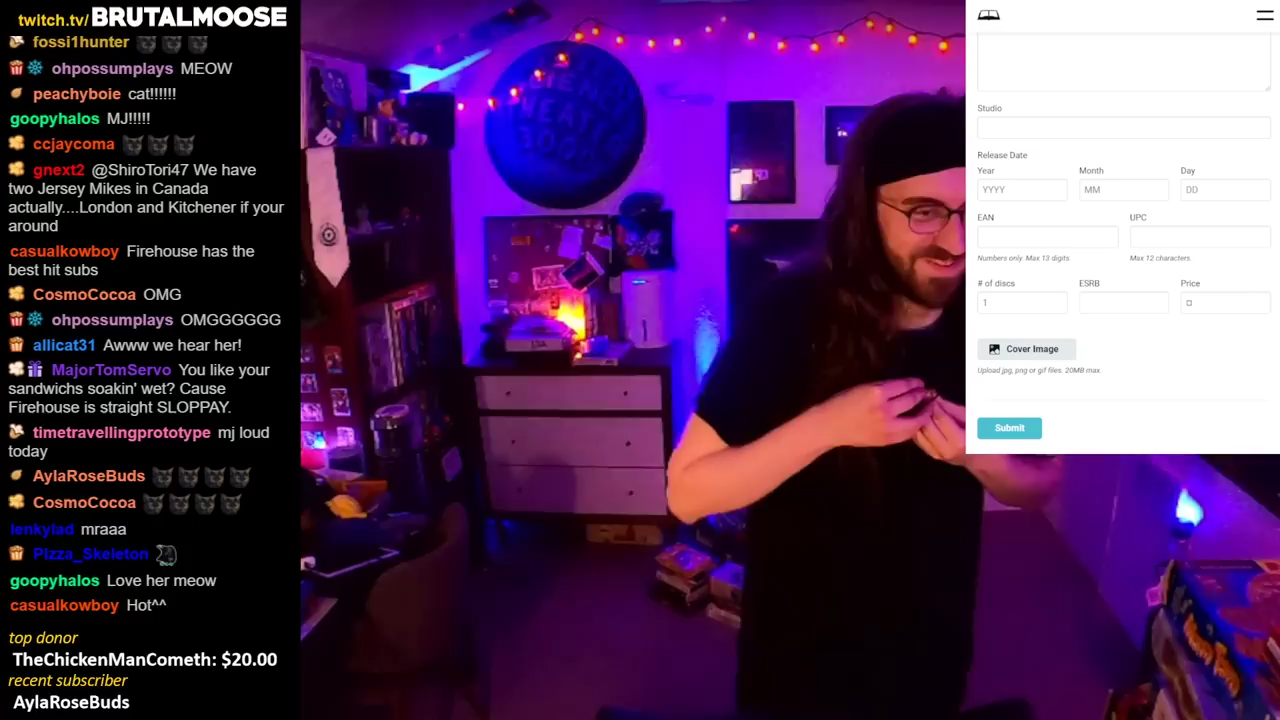 twitch.tv/BRUTALMOOSE
fossi1hunter
ohpossumplays MEOW
peachyboie cat!!!!!!
goopyhalos MJ!!!!!
ccjaycoma
gnext2 @ShiroTori47 We have
two Jersey Mikes in Canada
actually....London and Kitchener if your
around
casualkowboy Firehouse has the
best hit subs
CosmoCocoa OMG
ohpossumplays OMGGGGGG
allicat31 Awww we hear her!
MajorTomServo You like your
sandwichs soakin' wet? Cause
Firehouse is straight SLOPPAY.
timetravellingprototype mj loud
today
AylaRoseBuds
CosmoCocoa
lenkylad mraaa
PIzza_Skeleton
goopyhalos Love her meow
casualkowboy Hot^^
top donor
TheChickenManCometh: $20.00
recent subscriber
AylaRoseBuds
Studio
Release Date
Year Month Day
YYYY MM DD
EAN UPC
Numbers only. Max 13 digits. Max 12 characters.
# of discs ESRB Price
1
Cover Image
Upload jpg, png or gif files. 20MB max.
Submit